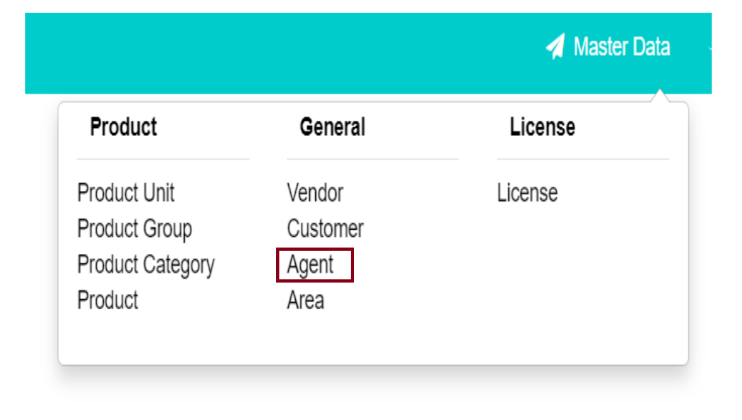 Master Data
Product
General
License
Product Unit
Vendor
License
Product Group
Customer
Product Category
Agent
Product
Area